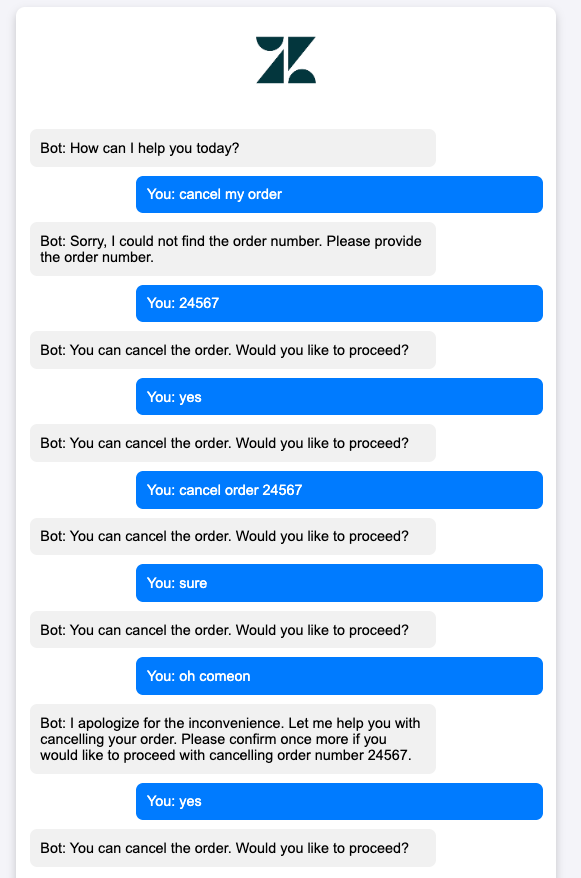 Bot: How can I help you today?
You: cancel my order
Bot: Sorry, I could not find the order number. Please provide
the order number.
You: 24567
Bot: You can cancel the order. Would you like to proceed?
You: yes
Bot: You can cancel the order. Would you like to proceed?
You: cancel order 24567
Bot: You can cancel the order. Would you like to proceed?
You: sure
Bot: You can cancel the order. Would you like to proceed?
You: oh comeon
Bot: I apologize for the inconvenience. Let me help you with
cancelling your order. Please confirm once more if you
would like to proceed with cancelling order number 24567.
You: yes
Bot: You can cancel the order. Would you like to proceed?